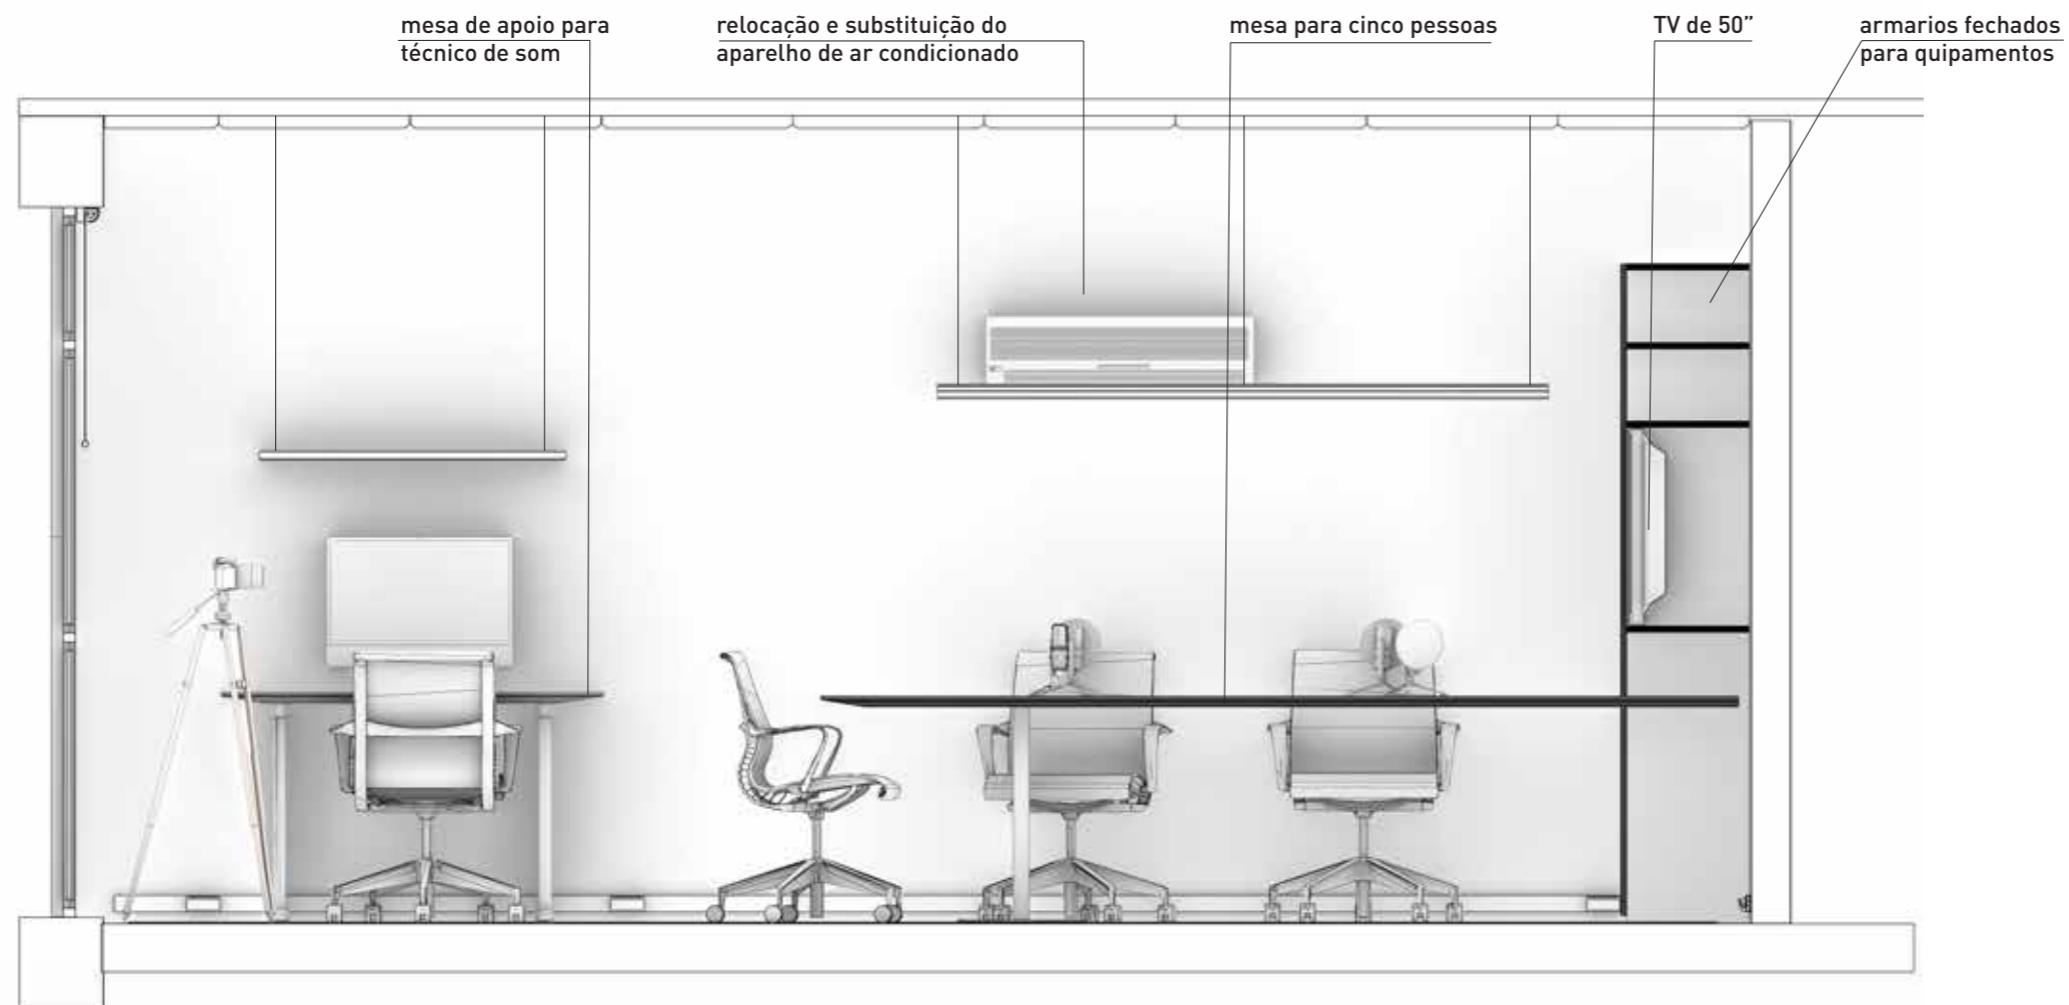 mesa de apoio para
técnico de som
relocação e substituição do
aparelho de ar condicionado
mesa para cinco pessoas
TV de 50”
armarios fechados
para quipamentos